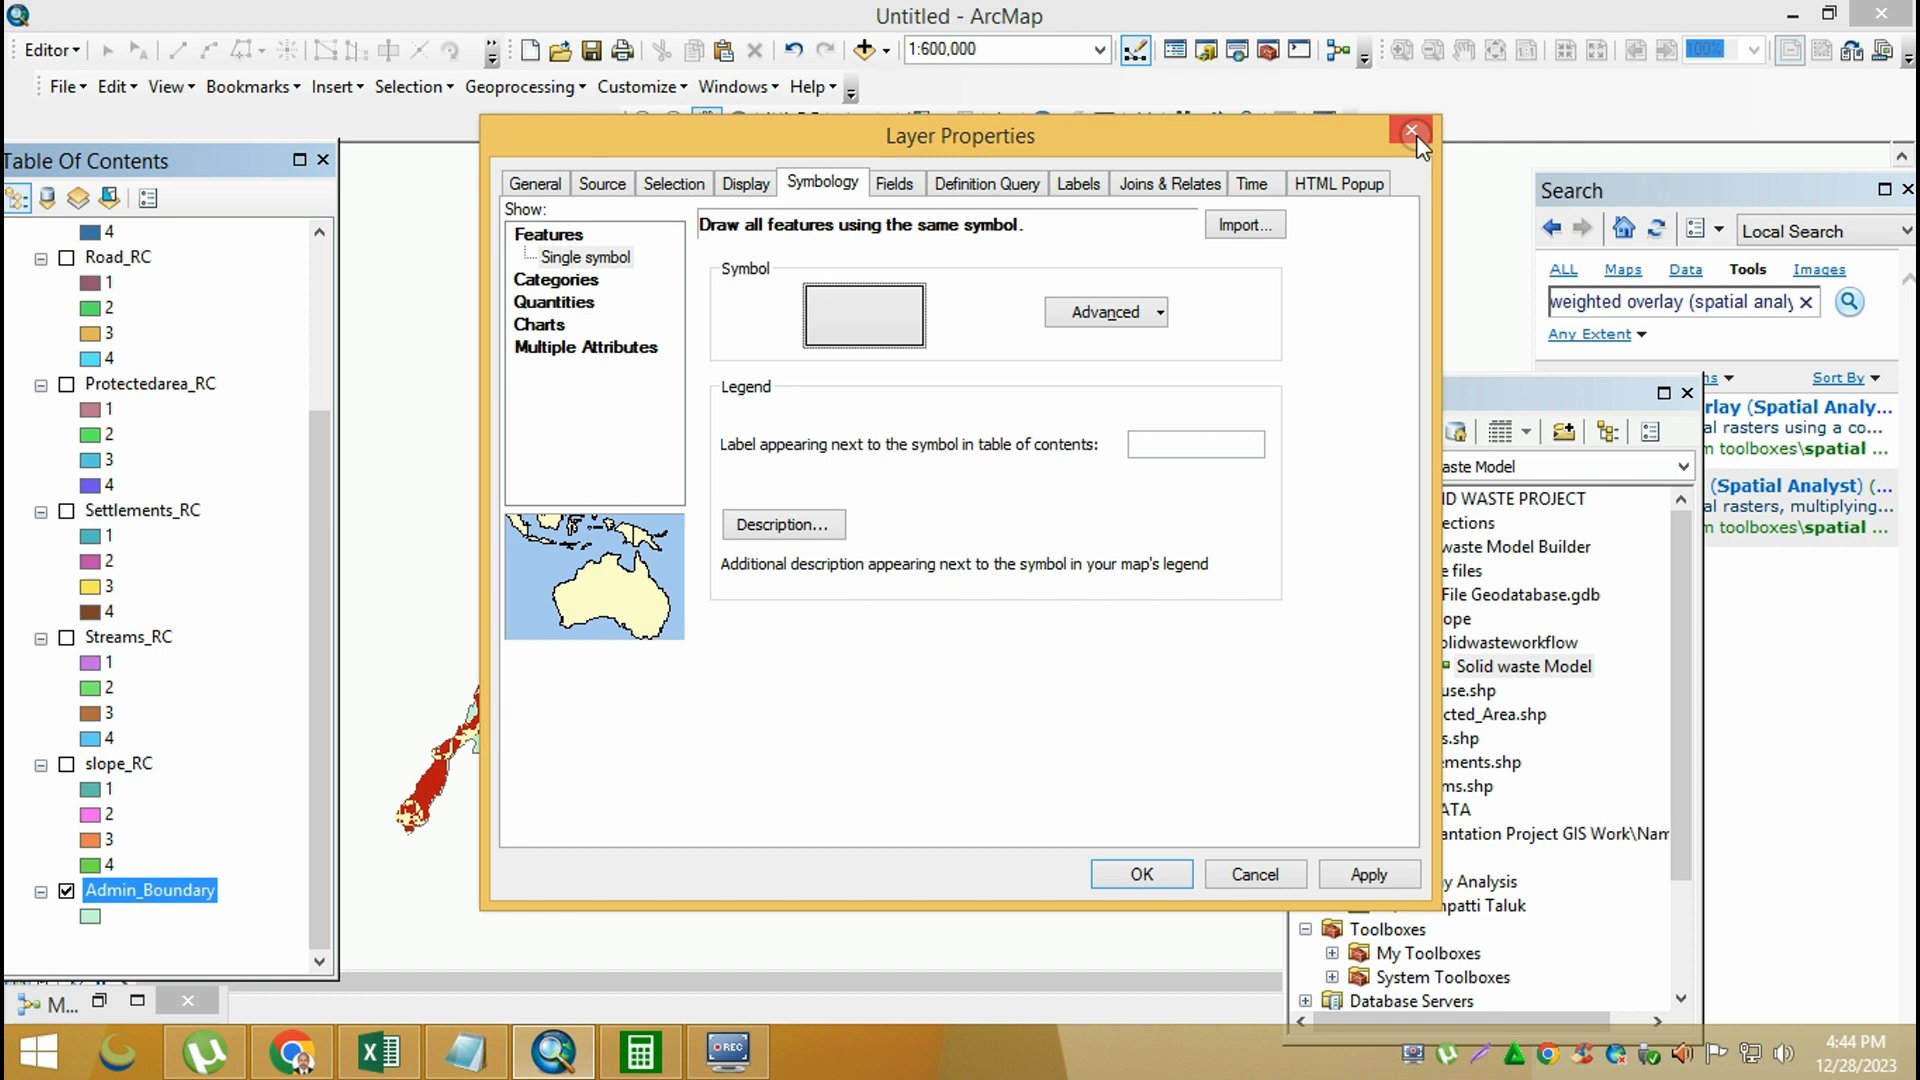 Untitled - ArcMap
Editor
1:600,000
100%
File Edit View Bookmarks Insert Selection Geoprocessing Customize Windows Help
Table Of Contents
4
Road_RC
1
2
3
4
Protectedarea_RC
1
2
3
4
Settlements_RC
1
2
3
4
Streams_RC
1
2
3
4
slope_RC
1
2
3
4
Admin_Boundary
M...
Layer Properties
General Source Selection Display Symbology Fields Definition Query Labels Joins & Relates Time HTML Popup
Show:
Features
Single symbol
Categories
Quantities
Charts
Multiple Attributes
Draw all features using the same symbol.
Import...
Symbol
Advanced
Legend
Label appearing next to the symbol in table of contents:
Description...
Additional description appearing next to the symbol in your map's legend
OK Cancel Apply
Search
Local Search
ALL Maps Data Tools Images
weighted overlay (spatial analy
Any Extent
ns Sort By
rlay (Spatial Analy...
al rasters using a co...
n toolboxes\spatial ...
(Spatial Analyst) (...
al rasters, multiplying...
n toolboxes\spatial ...
aste Model
ID WASTE PROJECT
ections
waste Model Builder
e files
File Geodatabase.gdb
ope
olidwasteworkflow
Solid waste Model
use.shp
cted_Area.shp
s.shp
ements.shp
ms.shp
ATA
antation Project GIS Work\Nam
y Analysis
mpatti Taluk
Toolboxes
My Toolboxes
System Toolboxes
Database Servers
REC
4:44 PM
12/28/2023